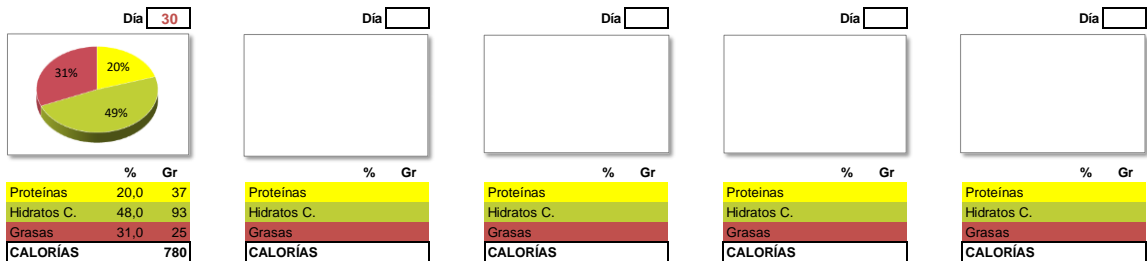 Día 30 Día Día Día Día
31% 20%
49%
% Gr % Gr % Gr % Gr % Gr
Proteínas 20,0 37 Proteínas Proteínas Proteínas Proteínas
Hidratos C. 48,0 93 Hidratos C. Hidratos C. Hidratos C. Hidratos C.
Grasas 31,0 25 Grasas Grasas Grasas Grasas
CALORÍAS 780 CALORÍAS CALORÍAS CALORÍAS CALORÍAS